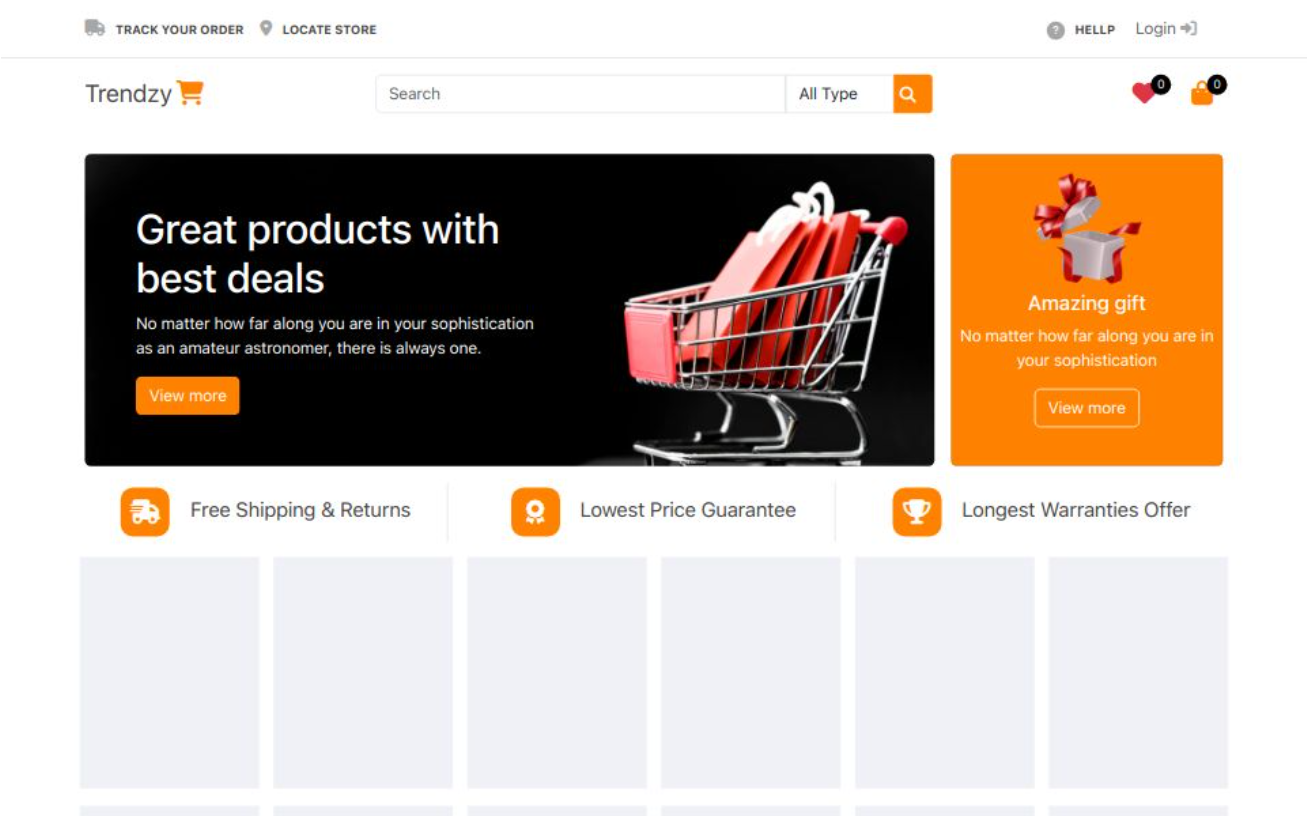 TRACK YOUR ORDER LOCATE STORE HELLP Login
Trendzy Search All Type 0 0
Great products with
best deals
No matter how far along you are in your sophistication
as an amateur astronomer, there is always one.
View more
Amazing gift
No matter how far along you are in
your sophistication
View more
Free Shipping & Returns Lowest Price Guarantee Longest Warranties Offer